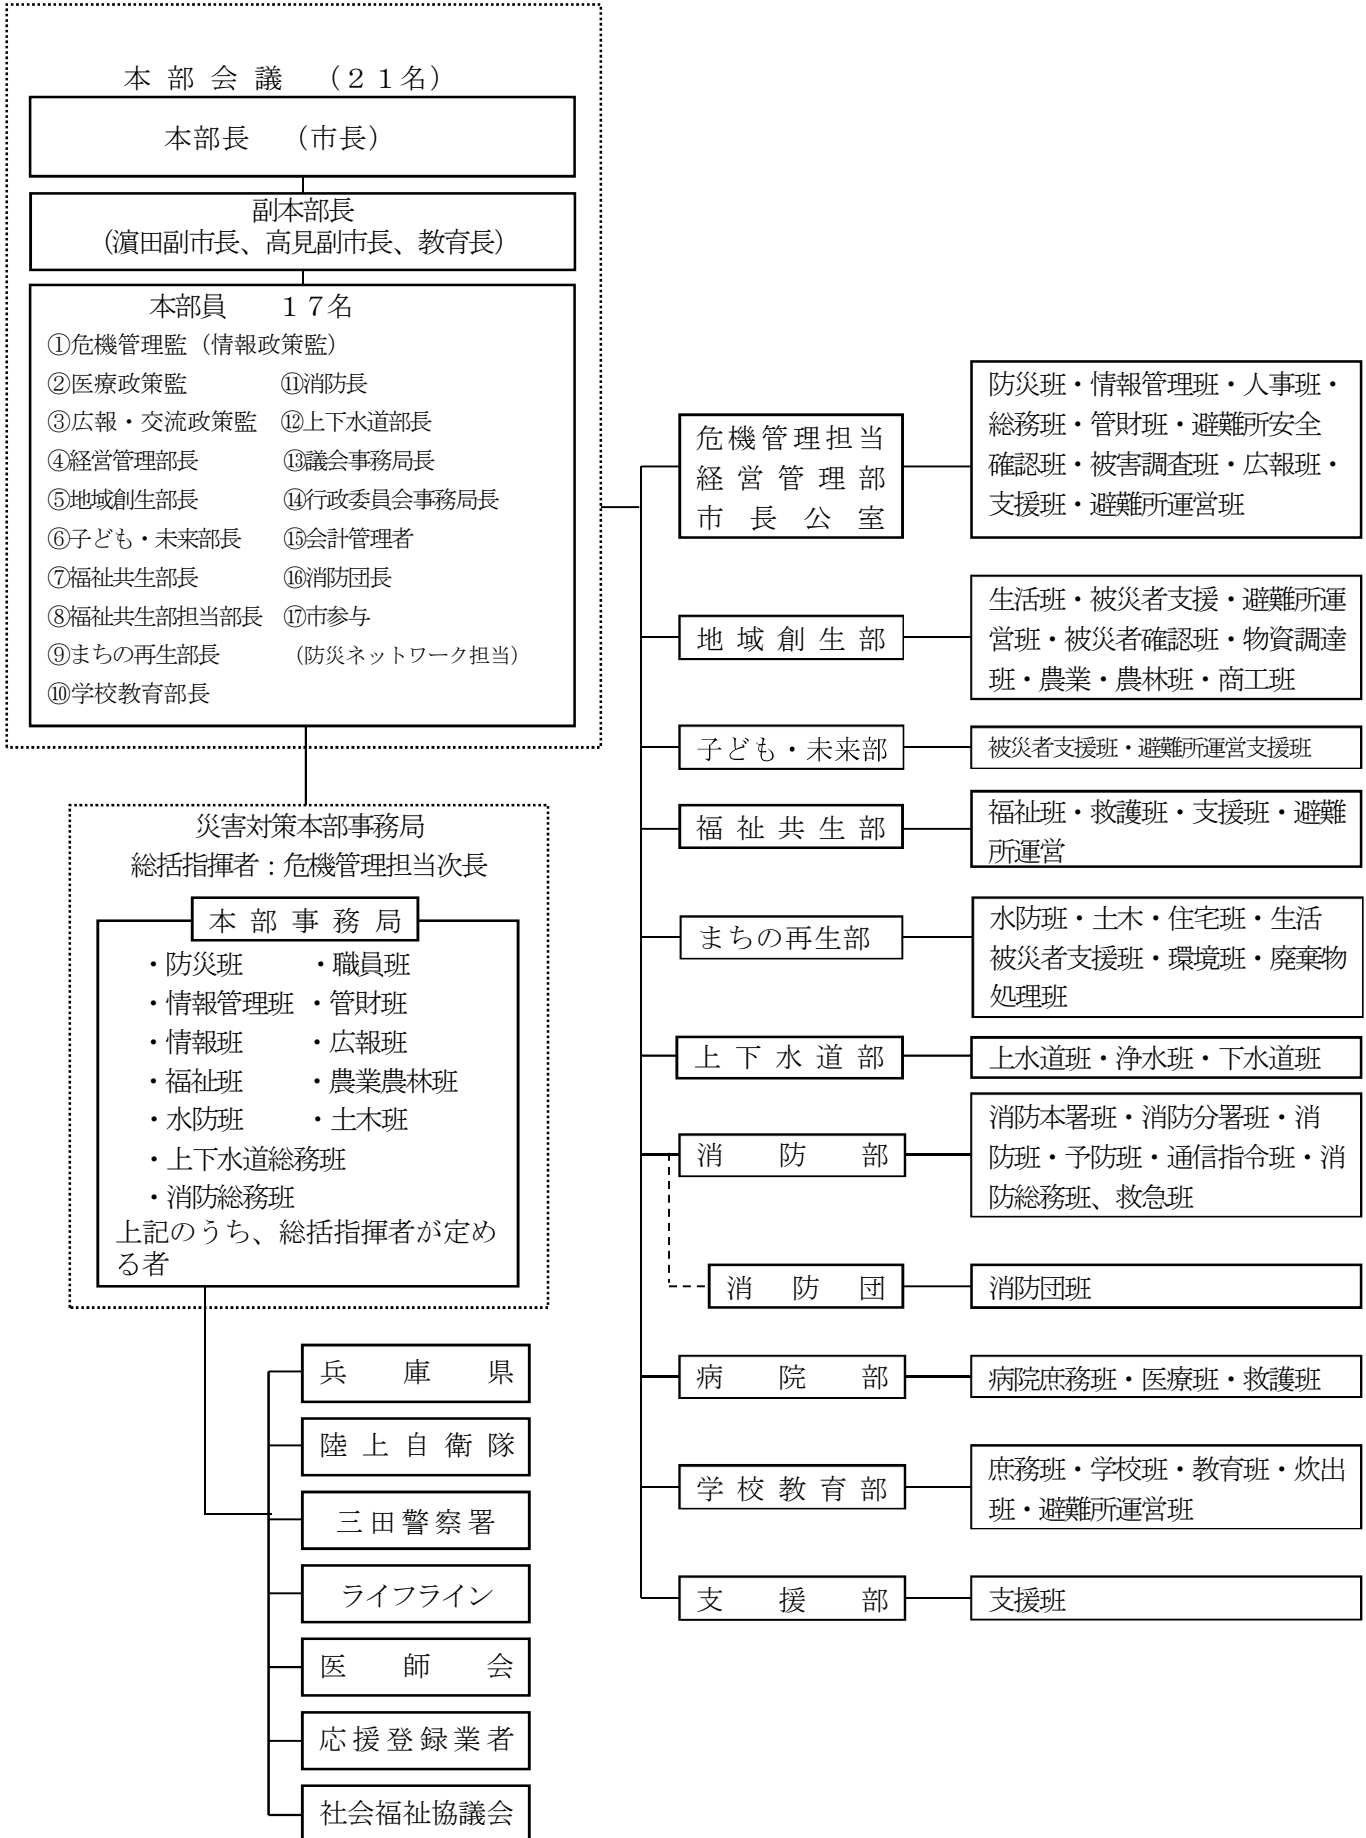 本部会議　（２１名）
本部長　（市長）
副本部長
（濵田副市長、高見副市長、教育長）
本部員　　１７名
①危機管理監（情報政策監）
②医療政策監
③広報・交流政策監
④経営管理部長
⑤地域創生部長
⑥子ども・未来部長
⑦福祉共生部長
⑧福祉共生部担当部長
⑨まちの再生部長
⑩学校教育部長
⑪消防長
⑫上下水道部長
⑬議会事務局長
⑭行政委員会事務局長
⑮会計管理者
⑯消防団長
⑰市参与
（防災ネットワーク担当）
災害対策本部事務局
総括指揮者：危機管理担当次長
本部事務局
・防災班
・職員班
・情報管理班
・管財班
・情報班
・広報班
・福祉班
・農業農林班
・水防班
・土木班
・上下水道総務班
・消防総務班
上記のうち、総括指揮者が定め
る者
兵庫県
陸上自衛隊
三田警察署
ライフライン
医師会
応援登録業者
社会福祉協議会
危機管理担当
経営管理部
市長公室
防災班・情報管理班・人事班・
総務班・管財班・避難所安全
確認班・被害調査班・広報班・
支援班・避難所運営班
地域創生部
生活班・被災者支援・避難所運
営班・被災者確認班・物資調達
班・農業・農林班・商工班
子ども・未来部
被災者支援班・避難所運営支援班
福祉共生部
福祉班・救護班・支援班・避難
所運営
まちの再生部
水防班・土木・住宅班・生活
被災者支援班・環境班・廃棄物
処理班
上下水道部
上水道班・浄水班・下水道班
消防部
消防本署班・消防分署班・消
防班・予防班・通信指令班・消
防総務班、救急班
消防団
消防団班
病院部
病院庶務班・医療班・救護班
学校教育部
庶務班・学校班・教育班・炊出
班・避難所運営班
支援部
支援班